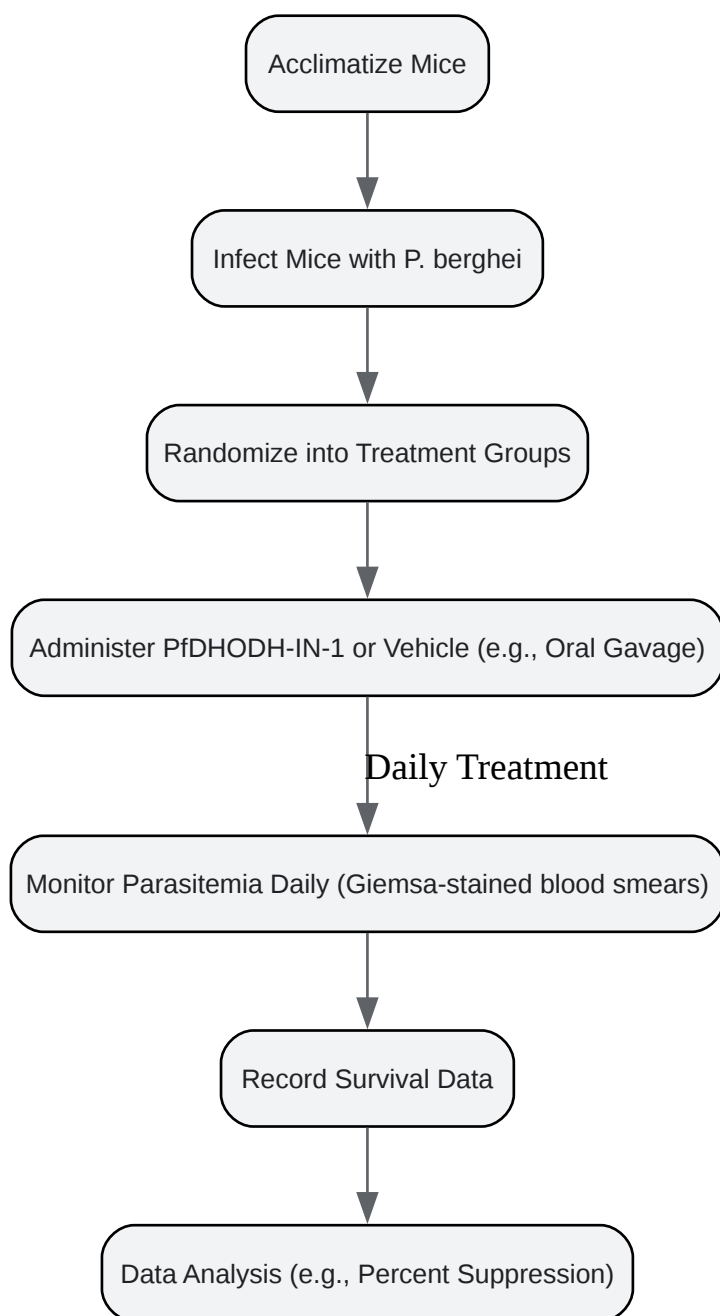 Acclimatize Mice
Infect Mice with P. berghei
Randomize into Treatment Groups
Administer PfDHODH-IN-1 or Vehicle (e.g., Oral Gavage)
Daily Treatment
Monitor Parasitemia Daily (Giemsa-stained blood smears)
Record Survival Data
Data Analysis (e.g., Percent Suppression)